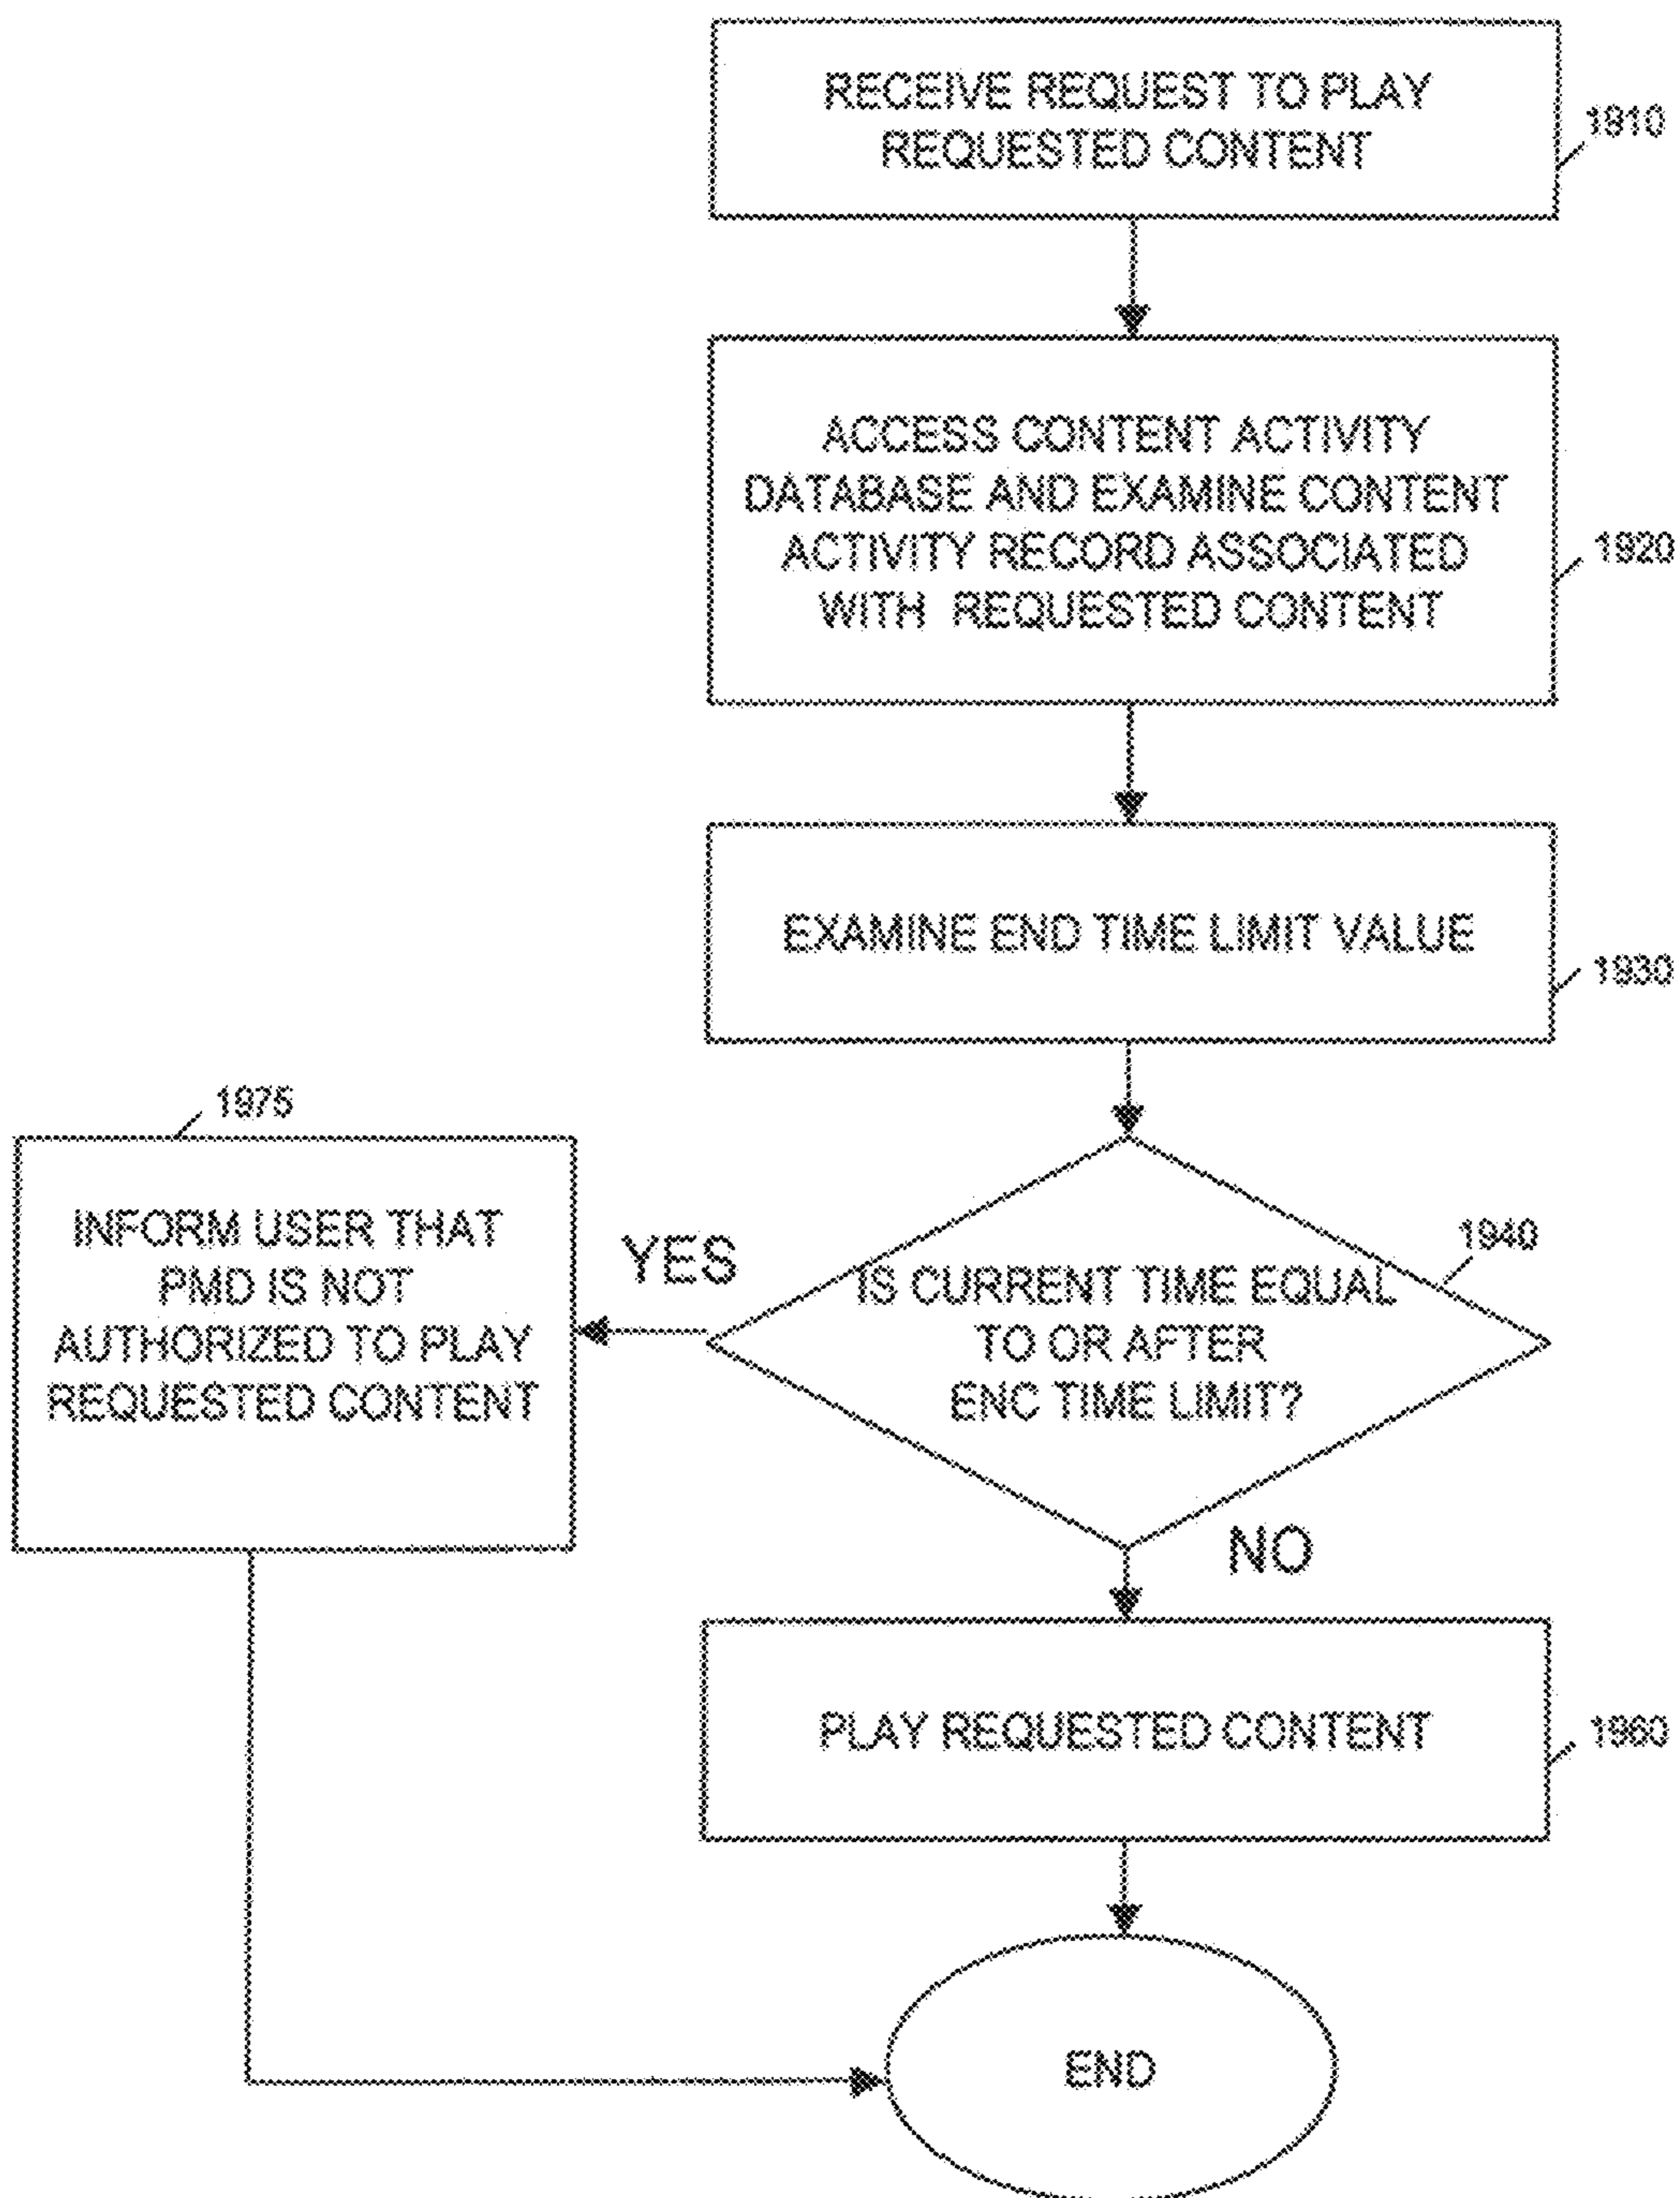 RECEIVE REQUEST TO PLAY
REQUESTED CONTENT
1910
ACCESS CONTENT ACTIVITY
DATABASE AND EXAMINE CONTENT
ACTIVITY RECORD ASSOCIATED
WITH REQUESTED CONTENT
1920
EXAMINE END TIME LIMIT VALUE
1930
1975
INFORM USER THAT
PMD IS NOT
AUTHORIZED TO PLAY
REQUESTED CONTENT
YES
1940
IS CURRENT TIME EQUAL
TO OR AFTER
ENC TIME LIMIT?
NO
PLAY REQUESTED CONTENT
1960
END